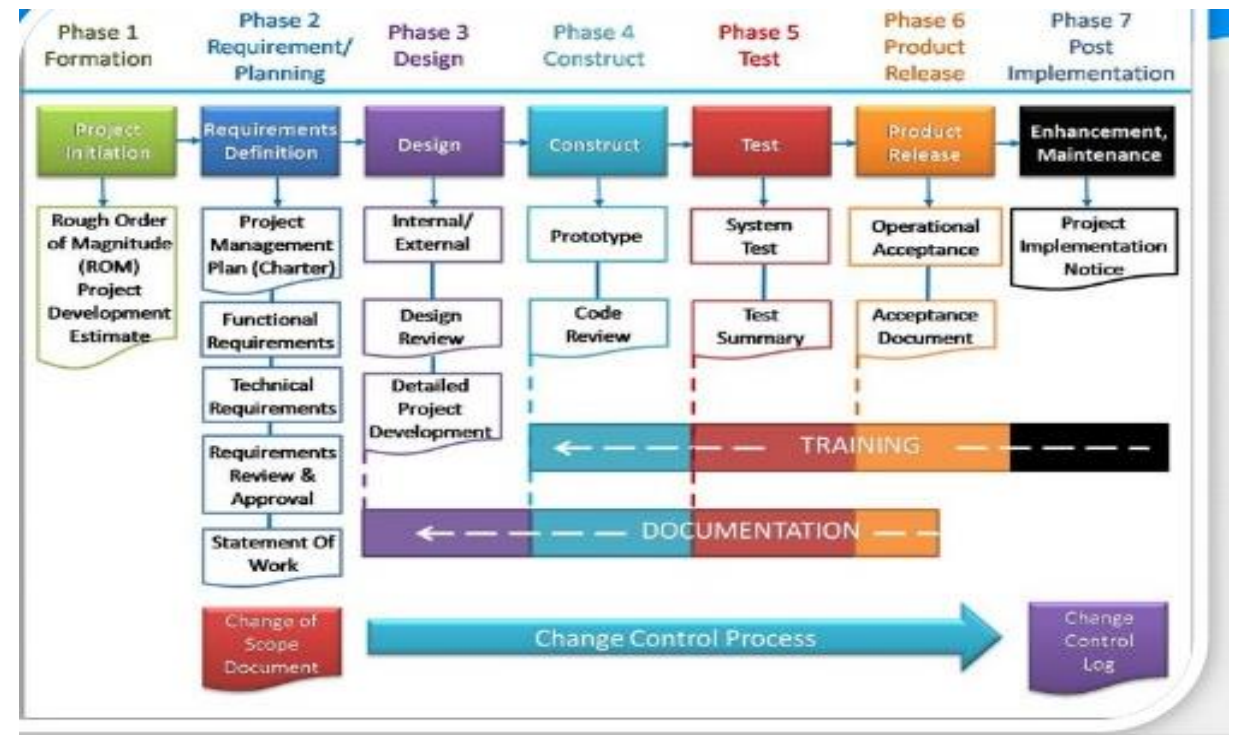 Phase 1
Formation
Phase 2
Requirement/
Planning
Phase 3
Design
Phase 4
Construct
Phase 5
Test
Phase 6
Product
Release
Phase 7
Post
Implementation
Project
Initiation
Requirements
Definition
Design
Construct
Test
Product
Release
Enhancement,
Maintenance
Rough Order
of Magnitude
(ROM)
Project
Development
Estimate
Project
Management
Plan (Charter)
Functional
Requirements
Technical
Requirements
Requirements
Review &
Approval
Statement Of
Work
Internal/
External
Design
Review
Detailed
Project
Development
Prototype
Code
Review
System
Test
Test
Summary
Operational
Acceptance
Acceptance
Document
Project
Implementation
Notice
TRAINING
DOCUMENTATION
Change of
Scope
Document
Change Control Process
Change
Control
Log